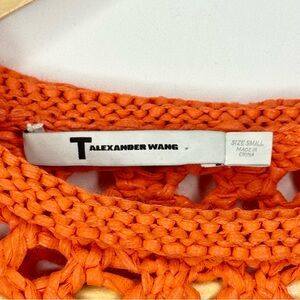 T ALEXANDER WANG
SIZE SMALL
MADE IN
CHINA